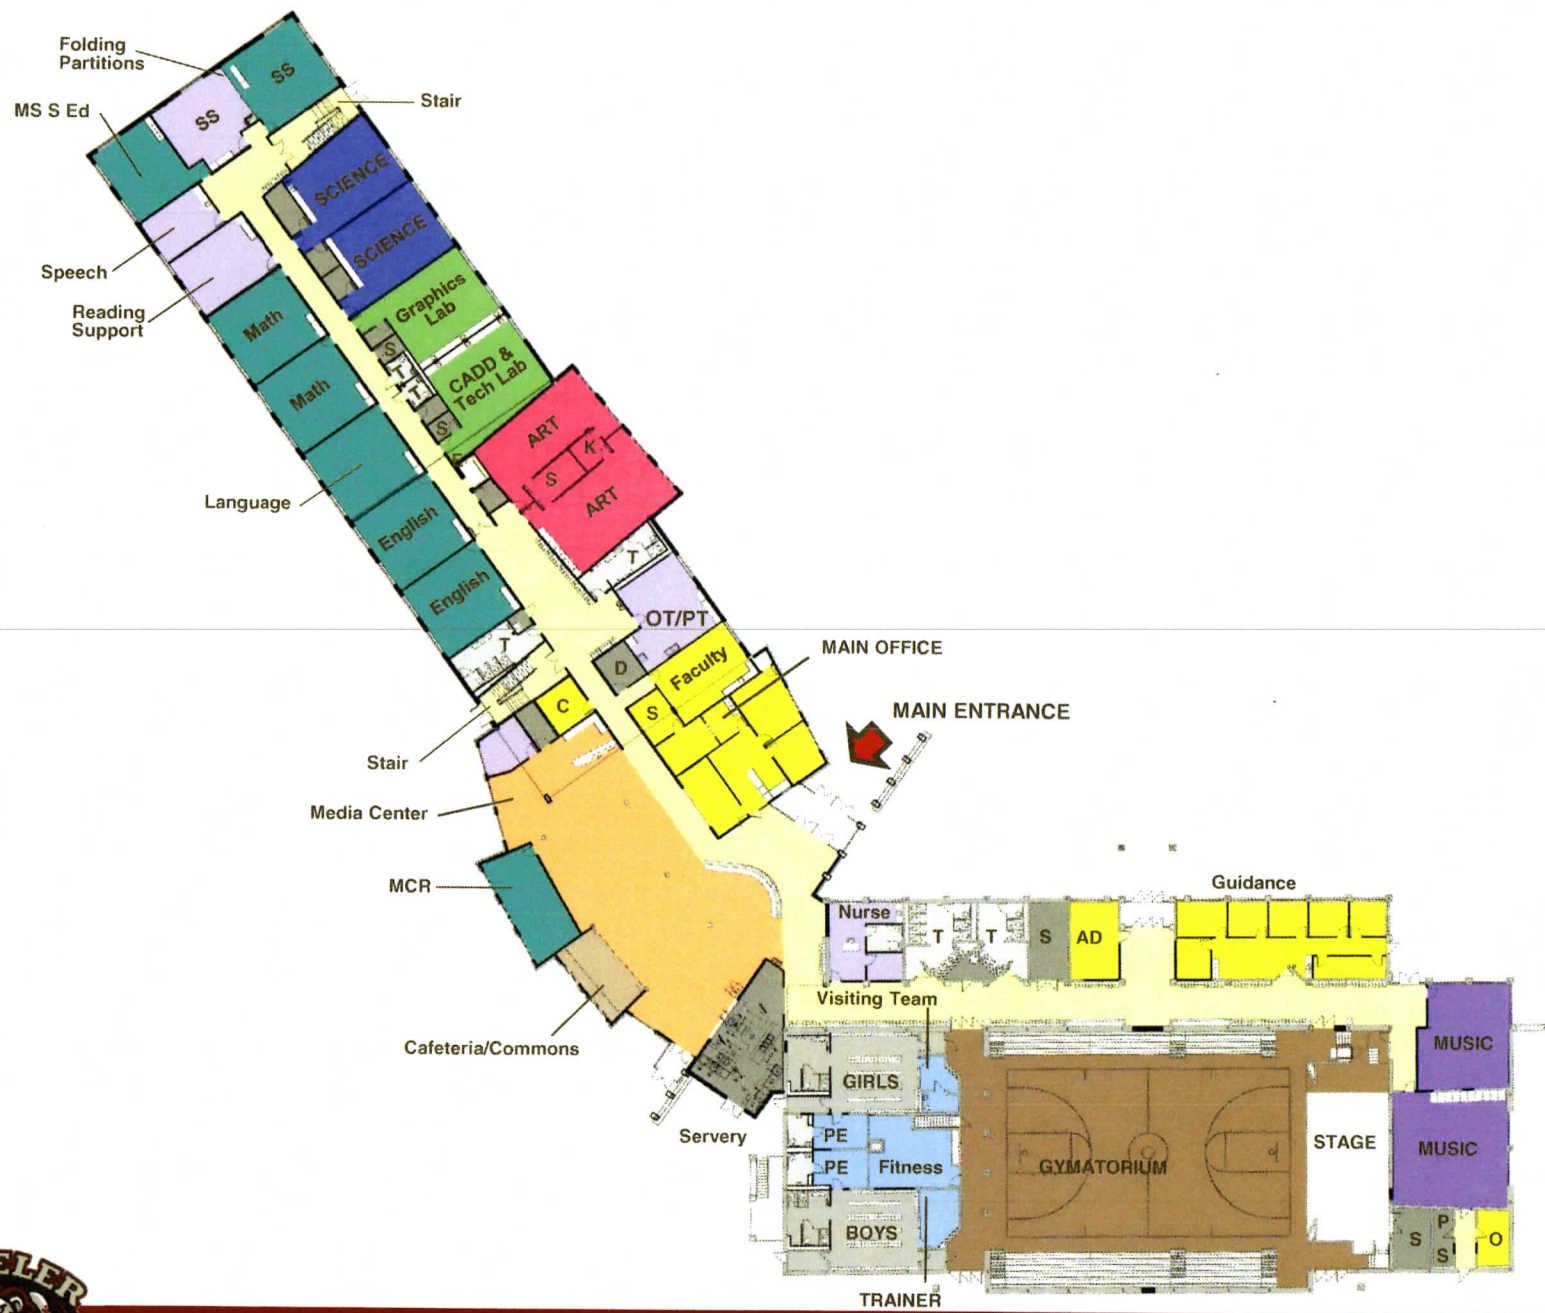 Folding
Partitions
SS
Stair
MS S Ed
SS
SCIENCE
SCIENCE
Speech
Reading
Support
Graphics
Lab
Math
S
T
T
CADD &
Tech Lab
Math
S
ART
K
S
ART
Language
English
T
English
OT/PT
T
MAIN OFFICE
D
Faculty
C
S
MAIN ENTRANCE
Stair
Media Center
MCR
Guidance
Nurse
T
T
S
AD
Visiting Team
Cafeteria/Commons
MUSIC
GIRLS
Servery
PE
PE
Fitness
GYMATORIUM
STAGE
MUSIC
BOYS
S
P
S
O
TRAINER